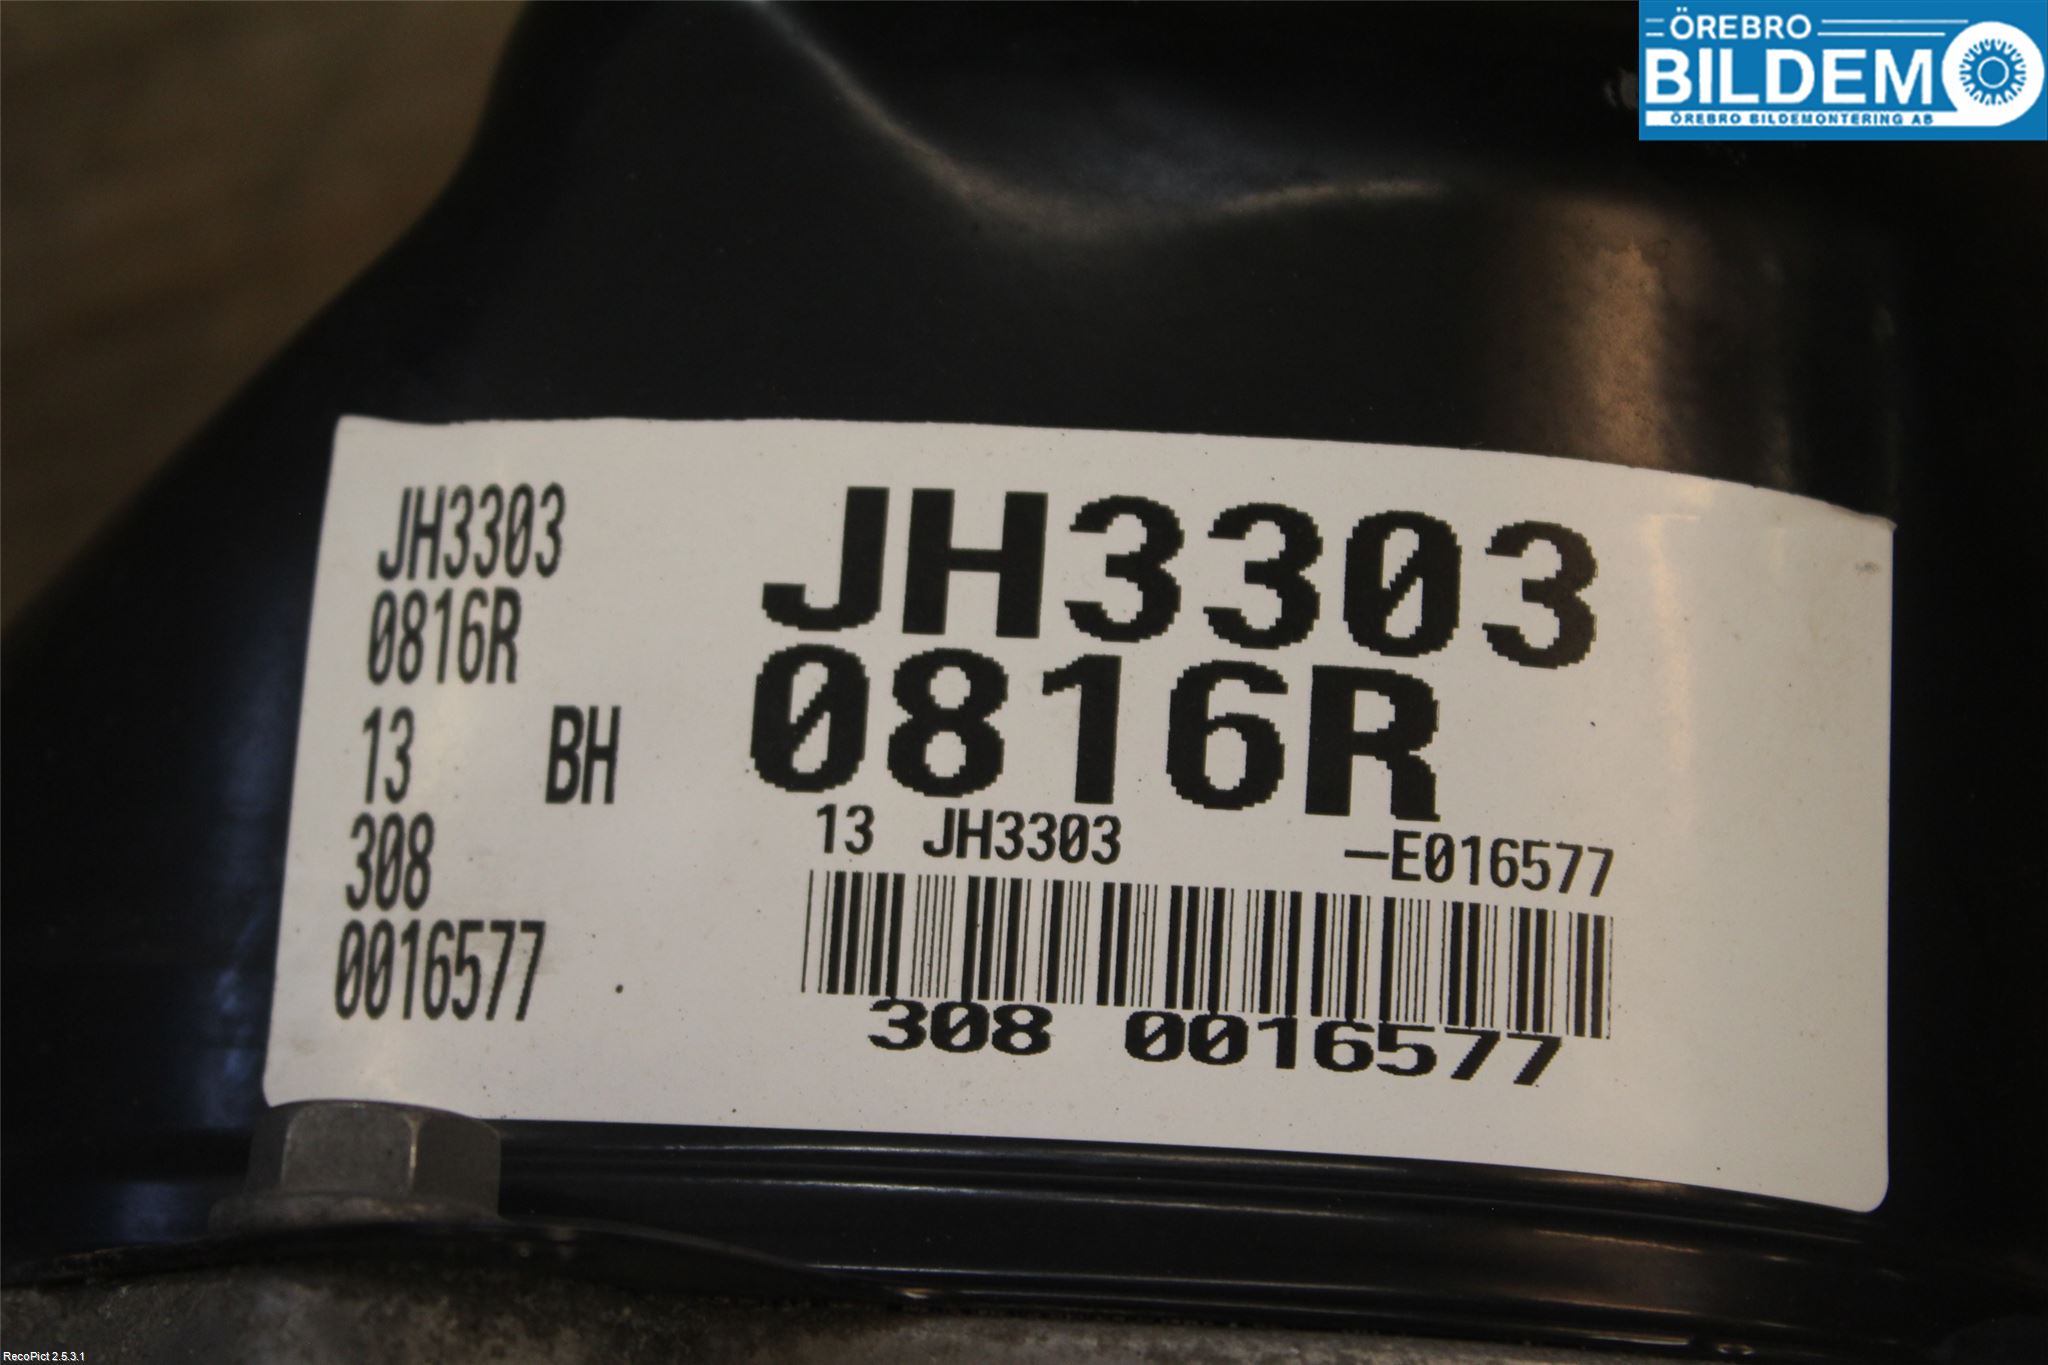 ÖREBRO
BILDEM
ÖREBRO BILDEMONTERING AB
JH3303
0816R
13 BH
308
0016577
JH3303
0816R
13 JH3303 -E016577
308 0016577
RecoPict 2.5.3.1